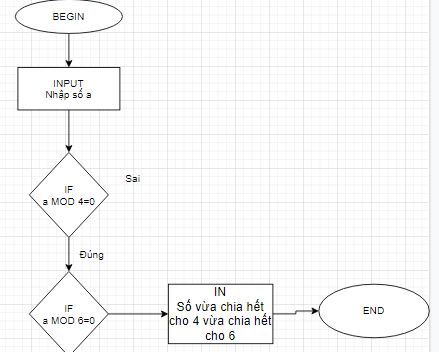 BEGIN
INPUT
Nhập số a
Sai
IF
a MOD 4=0
Đúng
IF
a MOD 6=0
IN
Số vừa chia hết
cho 4 vừa chia hết
cho 6
END